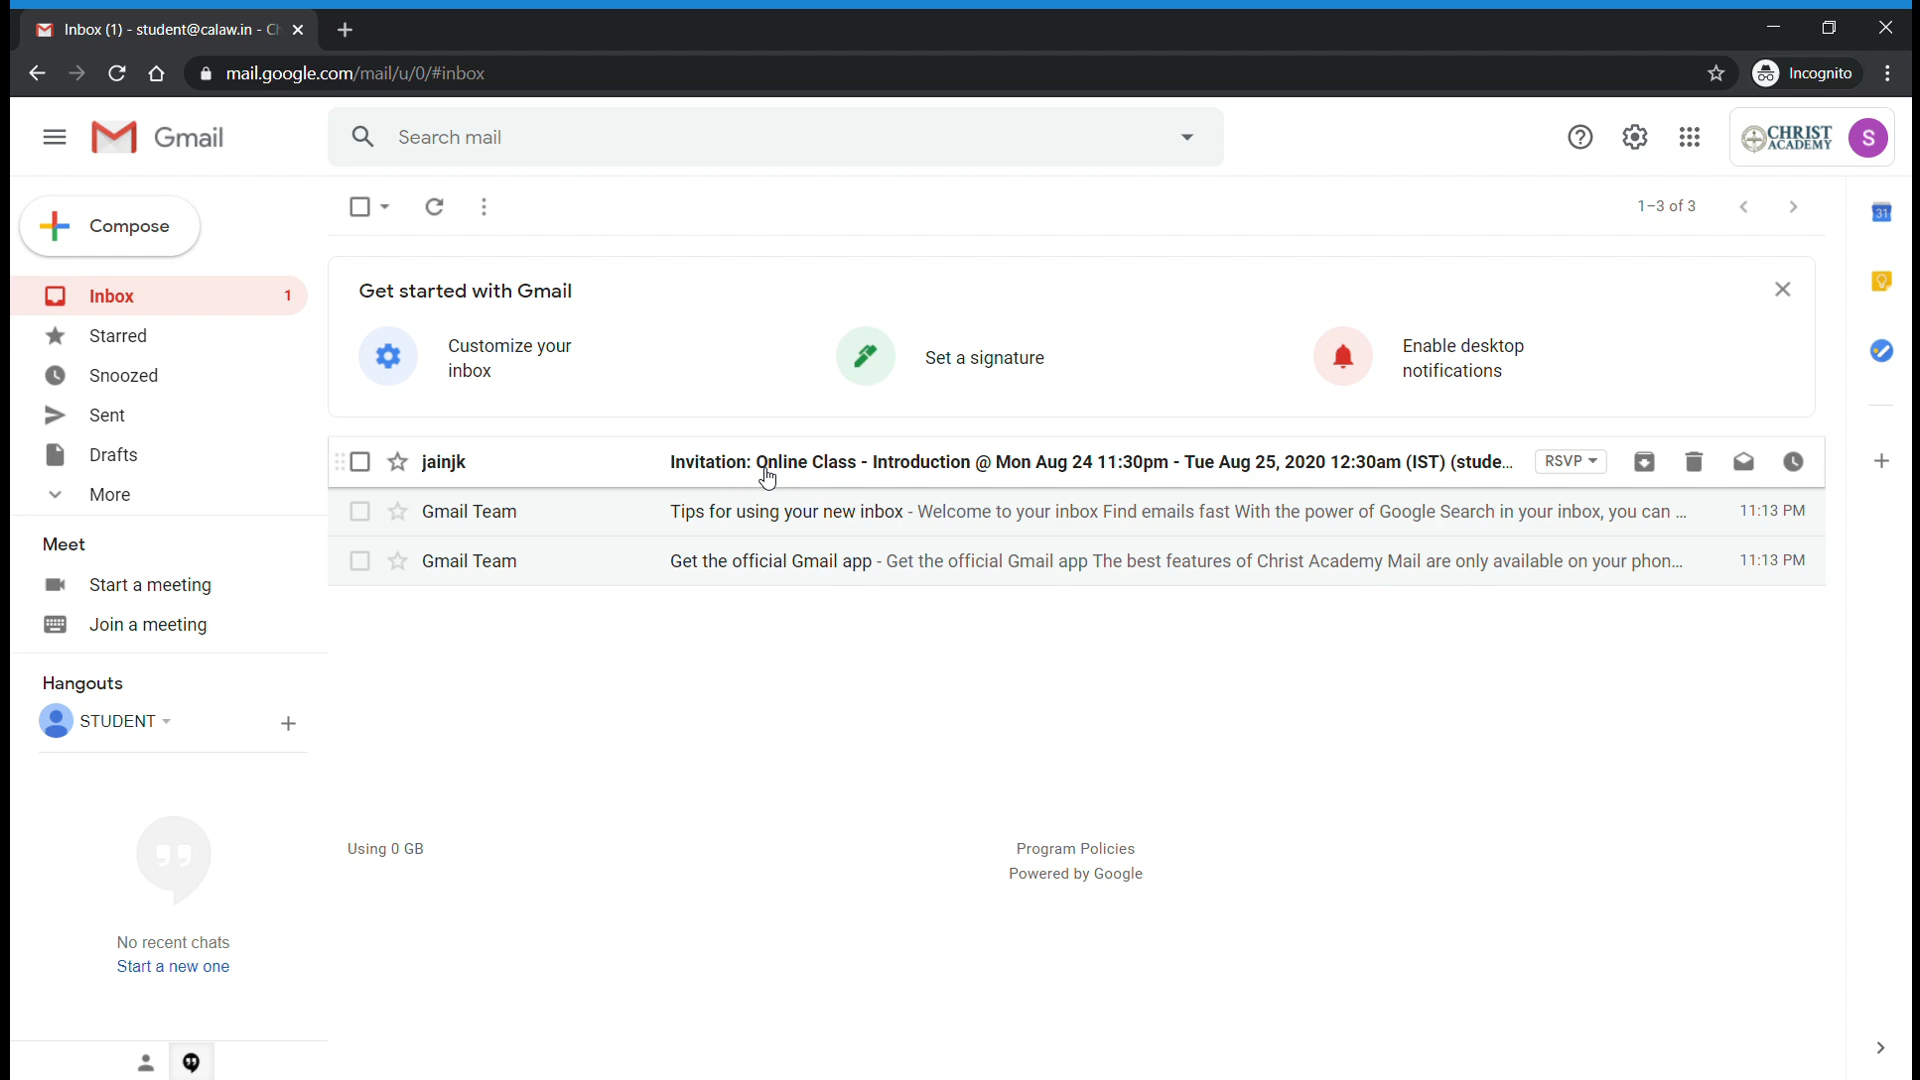 Inbox (1) - student@calaw.in - Ch
mail.google.com/mail/u/0/#inbox
Incognito
Gmail
Search mail
CHRIST
ACADEMY
S
Compose
1–3 of 3
31
Get started with Gmail
Customize your
inbox
Set a signature
Enable desktop
notifications
Inbox 1
Starred
Snoozed
Sent
Drafts
More
jainjk Invitation: Online Class - Introduction @ Mon Aug 24 11:30pm - Tue Aug 25, 2020 12:30am (IST) (stude... RSVP
Gmail Team Tips for using your new inbox - Welcome to your inbox Find emails fast With the power of Google Search in your inbox, you can ... 11:13 PM
Gmail Team Get the official Gmail app - Get the official Gmail app The best features of Christ Academy Mail are only available on your phon... 11:13 PM
Meet
Start a meeting
Join a meeting
Hangouts
STUDENT
No recent chats
Start a new one
Using 0 GB
Program Policies
Powered by Google